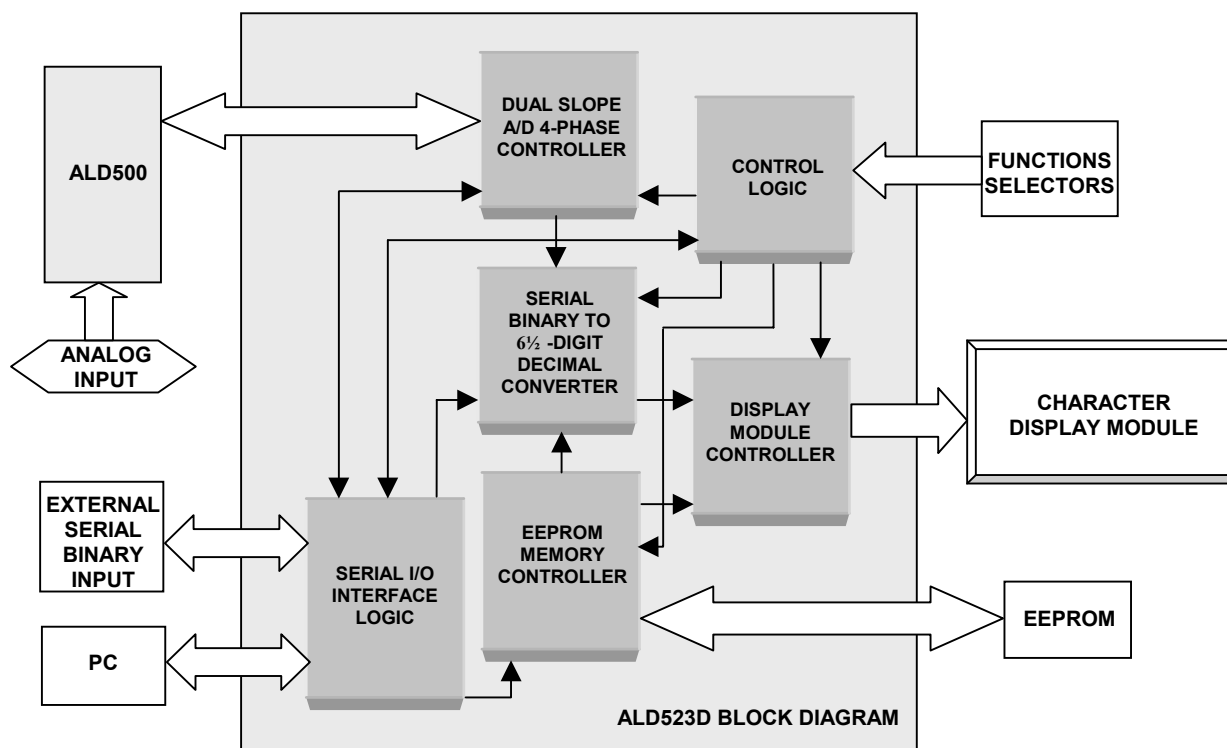 ALD500
ANALOG
INPUT
EXTERNAL
SERIAL
BINARY
INPUT
PC
DUAL SLOPE
A/D 4-PHASE
CONTROLLER
CONTROL
LOGIC
SERIAL
BINARY TO
6½ -DIGIT
DECIMAL
CONVERTER
DISPLAY
MODULE
CONTROLLER
SERIAL I/O
INTERFACE
LOGIC
EEPROM
MEMORY
CONTROLLER
FUNCTIONS
SELECTORS
CHARACTER
DISPLAY MODULE
EEPROM
ALD523D BLOCK DIAGRAM